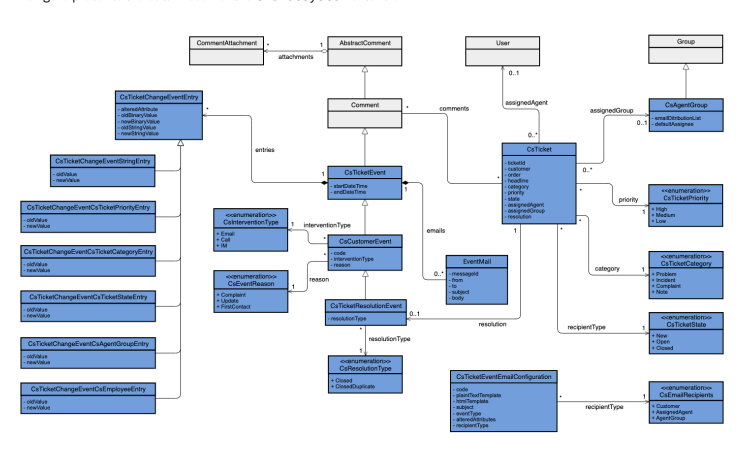 CommentAttachment
*
attachments
1
AbstractComment
User
0..1
assignedAgent
0..*
Group
CsTicketChangeEventEntry
- alteredAttribute
- oldBinaryValue
- newBinaryValue
- oldStringValue
- newStringValue
*
entries
1
Comment
*
comments
*
CsAgentGroup
- emailDitributionList
- defaultAssignee
assignedGroup
0..1
0..*
CsTicket
- ticketId
- customer
- order
- headline
- category
- priority
- state
- assignedAgent
- assignedGroup
- resolution
CsTicketChangeEventStringEntry
- oldValue
- newValue
CsTicketEvent
- startDateTime
- endDateTime
1
emails
0..*
CsTicketChangeEventCsTicketPriorityEntry
- oldValue
- newValue
<<enumeration>>
CsInterventionType
+ Email
+ Call
+ IM
1
interventionType
*
CsCustomerEvent
- code
- interventionType
- reason
*
reason
1
<<enumeration>>
CsEventReason
+ Complaint
+ Update
+ FirstContact
EventMail
- messageId
- from
- to
- subject
- body
*
priority
1
<<enumeration>>
CsTicketPriority
+ High
+ Medium
+ Low
*
category
1
<<enumeration>>
CsTicketCategory
+ Problem
+ Incident
+ Complaint
+ Note
*
recipientType
1
<<enumeration>>
CsTicketState
+ New
+ Open
+ Closed
CsTicketChangeEventCsTicketCategoryEntry
- oldValue
- newValue
CsTicketChangeEventCsTicketStateEntry
- oldValue
- newValue
CsTicketResolutionEvent
- resolutionType
0..1
resolution
1
*
resolutionType
1
<<enumeration>>
CsResolutionType
+ Closed
+ ClosedDuplicate
CsTicketChangeEventCsAgentGroupEntry
- oldValue
- newValue
CsTicketChangeEventCsEmployeeEntry
- oldValue
- newValue
CsTicketEventEmailConfiguration
- code
- plaintTextTemplate
- htmlTemplate
- subject
- eventType
- alteredAttributes
- recipientType
*
recipientType
1
<<enumeration>>
CsEmailRecipients
+ Customer
+ AssignedAgent
+ AgentGroup